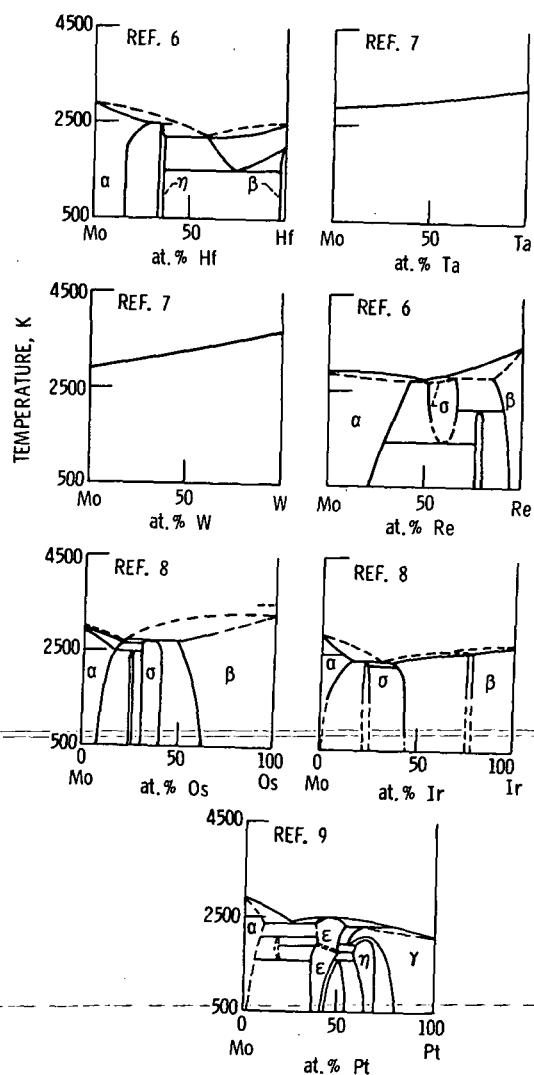 4500
REF. 6
REF. 7
2500
α
η
β
500
Mo
50
Hf
Mo
50
Ta
at. % Hf
at. % Ta
TEMPERATURE, K
4500
REF. 7
REF. 6
2500
α
σ
β
500
Mo
50
W
Mo
50
Re
at. % W
at. % Re
4500
REF. 8
REF. 8
2500
α
σ
β
α
σ
β
500
0
50
100
0
50
100
Mo
at. % Os
Os
Mo
at. % Ir
Ir
4500
REF. 9
2500
α
ε
ε
η
γ
500
0
50
100
Mo
at. % Pt
Pt